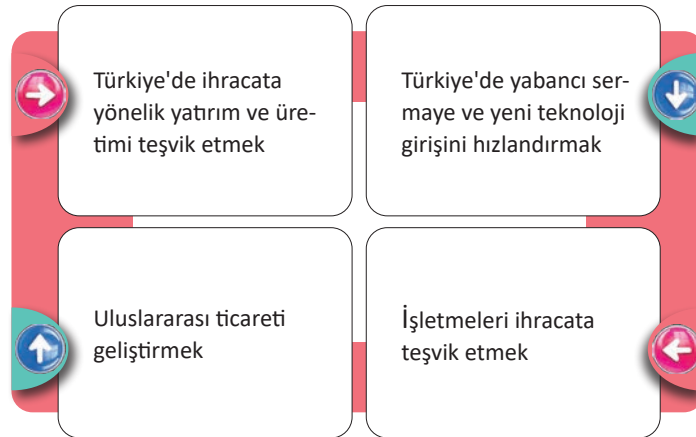 Türkiye'de ihracata
yönelik yatırım ve üre-
timi teşvik etmek
Türkiye'de yabancı ser-
maye ve yeni teknoloji
girişini hızlandırmak
Uluslararası ticareti
geliştirmek
İşletmeleri ihracata
teşvik etmek